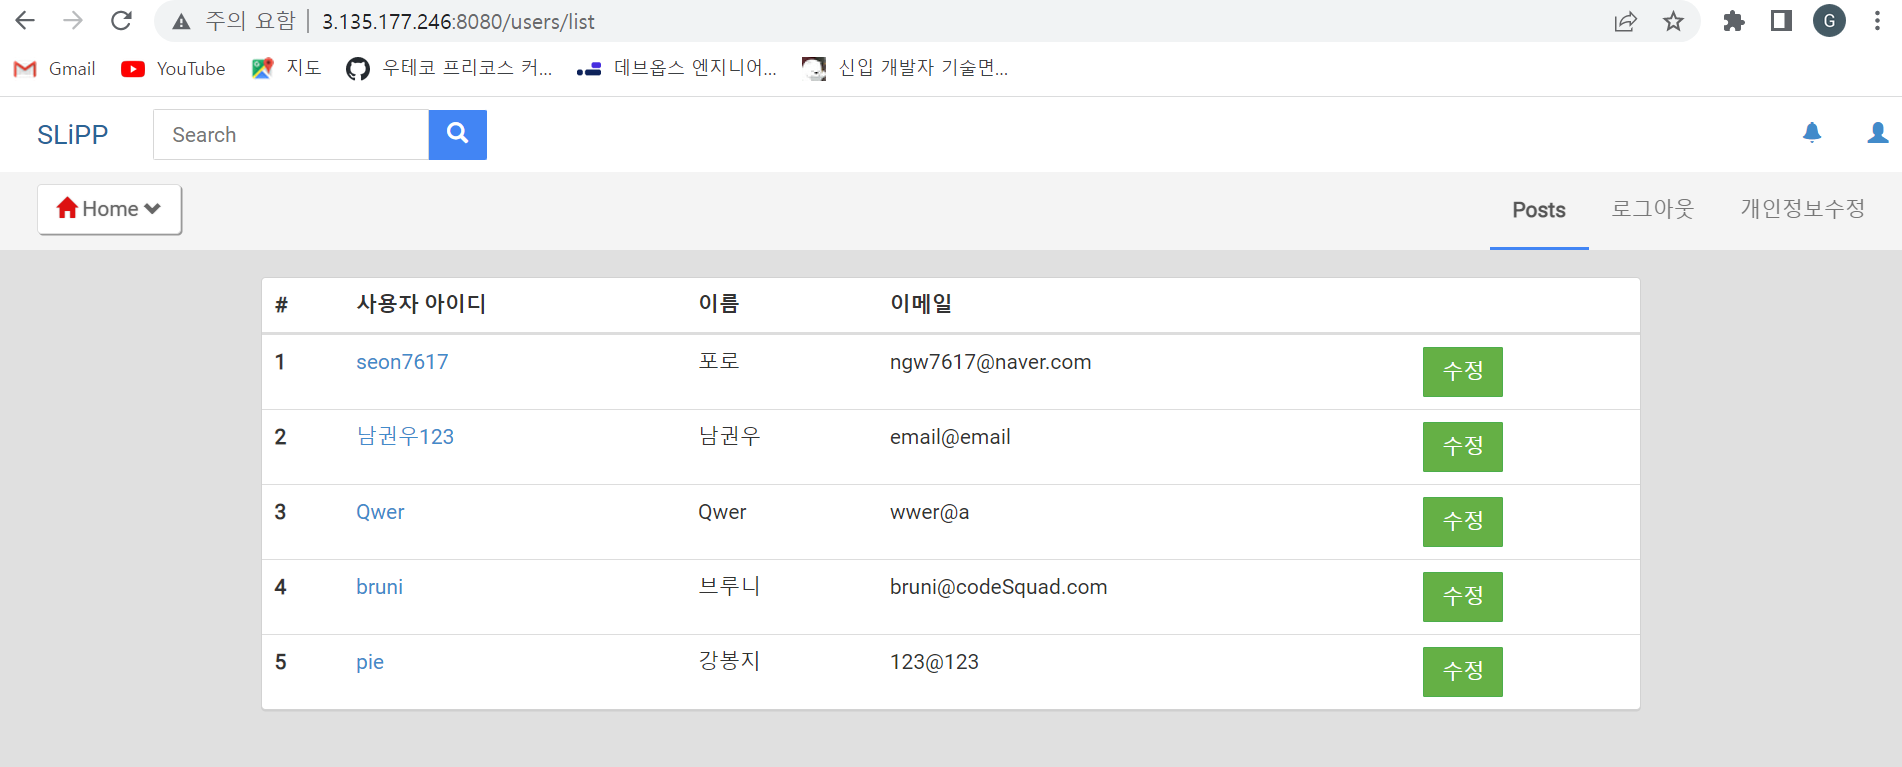 주의 요함 3.135.177.246:8080/users/list G
Gmail YouTube 지도 우테코 프리코스 커... 데브옵스 엔지니어... 신입 개발자 기술면...
SLiPP Search
Home Posts 로그아웃 개인정보수정
# 사용자 아이디 이름 이메일
1 seon7617 포로 ngw7617@naver.com 수정
2 남권우123 남권우 email@email 수정
3 Qwer Qwer wwer@a 수정
4 bruni 브루니 bruni@codeSquad.com 수정
5 pie 강봉지 123@123 수정